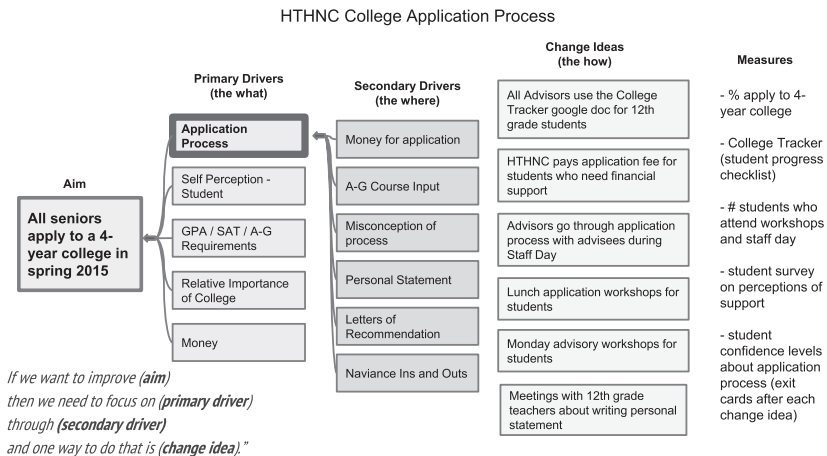 HTHNC College Application Process
Primary Drivers
(the what)
Secondary Drivers
(the where)
Change Ideas
(the how)
Measures
Aim
All seniors
apply to a 4-
year college in
spring 2015
Application
Process
Self Perception -
Student
GPA / SAT / A-G
Requirements
Relative Importance
of College
Money
Money for application
A-G Course Input
Misconception of
process
Personal Statement
Letters of
Recommendation
Naviance Ins and Outs
All Advisors use the College
Tracker google doc for 12th
grade students
HTHNC pays application fee for
students who need financial
support
Advisors go through application
process with advisees during
Staff Day
Lunch application workshops for
students
Monday advisory workshops for
students
Meetings with 12th grade
teachers about writing personal
statement
- % apply to 4-
year college
- College Tracker
(student progress
checklist)
- # students who
attend workshops
and staff day
- student survey
on perceptions of
support
- student
confidence levels
about application
process (exit
cards after each
change idea)
If we want to improve (aim)
then we need to focus on (primary driver)
through (secondary driver)
and one way to do that is (change idea).”